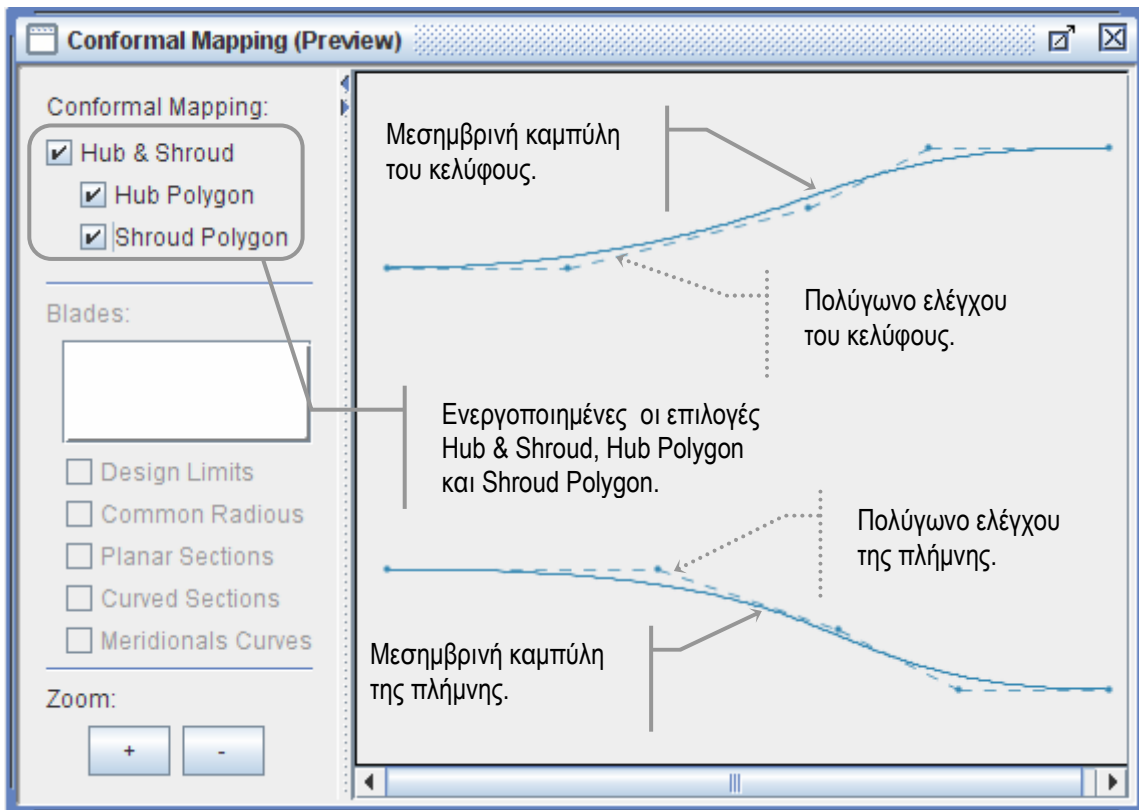 Conformal Mapping (Preview)
Conformal Mapping:
Hub & Shroud
Hub Polygon
Shroud Polygon
Blades:
Design Limits
Common Radious
Planar Sections
Curved Sections
Meridionals Curves
Zoom:
+
-
Μεσημβρινή καμπύλη
του κελύφους.
Πολύγωνο ελέγχου
του κελύφους.
Ενεργοποιημένες οι επιλογές
Hub & Shroud, Hub Polygon
και Shroud Polygon.
Πολύγωνο ελέγχου
της πλήμνης.
Μεσημβρινή καμπύλη
της πλήμνης.